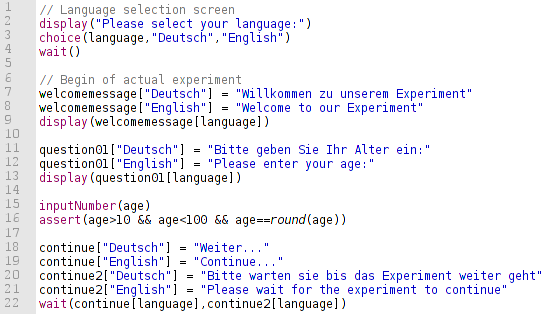 1 // Language selection screen
2 display("Please select your language:")
3 choice(language,"Deutsch","English")
4 wait()
5
6 // Begin of actual experiment
7 welcomemessage["Deutsch"] = "Willkommen zu unserem Experiment"
8 welcomemessage["English"] = "Welcome to our Experiment"
9 display(welcomemessage[language])
10
11 question01["Deutsch"] = "Bitte geben Sie Ihr Alter ein:"
12 question01["English"] = "Please enter your age:"
13 display(question01[language])
14
15 inputNumber(age)
16 assert(age>10 && age<100 && age==round(age))
17
18 continue["Deutsch"] = "Weiter..."
19 continue["English"] = "Continue..."
20 continue2["Deutsch"] = "Bitte warten sie bis das Experiment weiter geht"
21 continue2["English"] = "Please wait for the experiment to continue"
22 wait(continue[language],continue2[language])